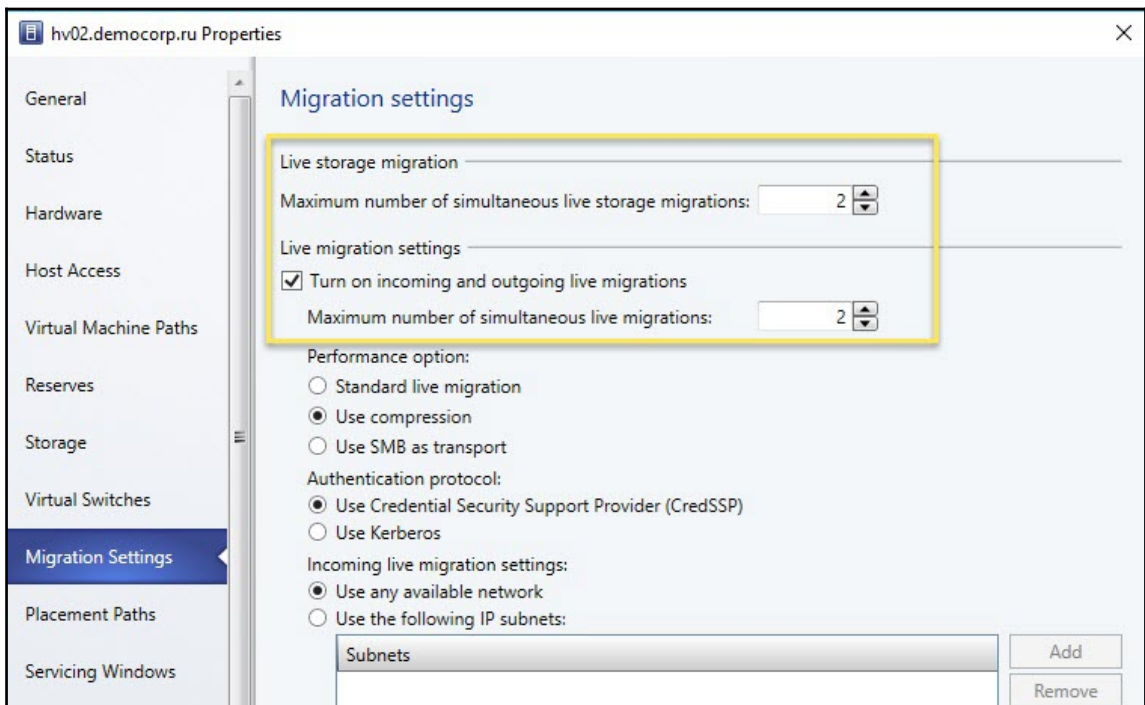 hv02.democorp.ru Properties
General
Status
Hardware
Host Access
Virtual Machine Paths
Reserves
Storage
Virtual Switches
Migration Settings
Placement Paths
Servicing Windows
Migration settings
Live storage migration
Maximum number of simultaneous live storage migrations: 2
Live migration settings
Turn on incoming and outgoing live migrations
Maximum number of simultaneous live migrations: 2
Performance option:
Standard live migration
Use compression
Use SMB as transport
Authentication protocol:
Use Credential Security Support Provider (CredSSP)
Use Kerberos
Incoming live migration settings:
Use any available network
Use the following IP subnets:
Subnets
Add
Remove